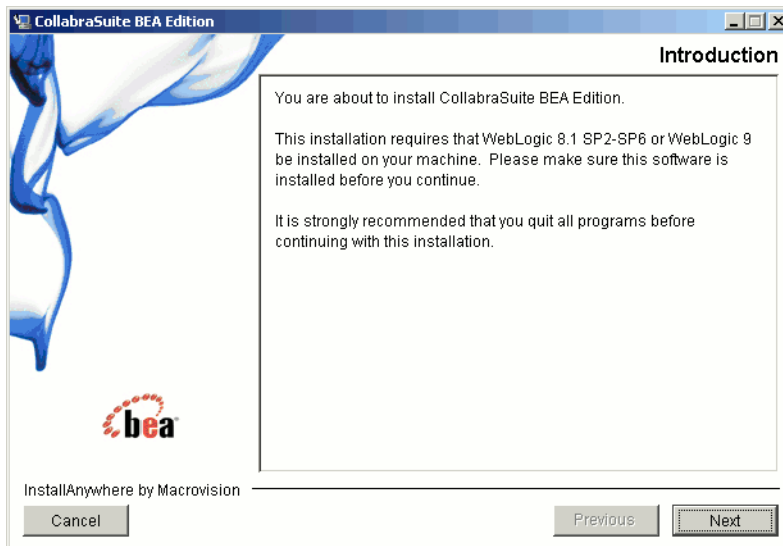 CollabraSuite BEA Edition
Introduction
You are about to install CollabraSuite BEA Edition.
This installation requires that WebLogic 8.1 SP2-SP6 or WebLogic 9
be installed on your machine.  Please make sure this software is
installed before you continue.
It is strongly recommended that you quit all programs before
continuing with this installation.
bea
InstallAnywhere by Macrovision
Cancel
Previous
Next